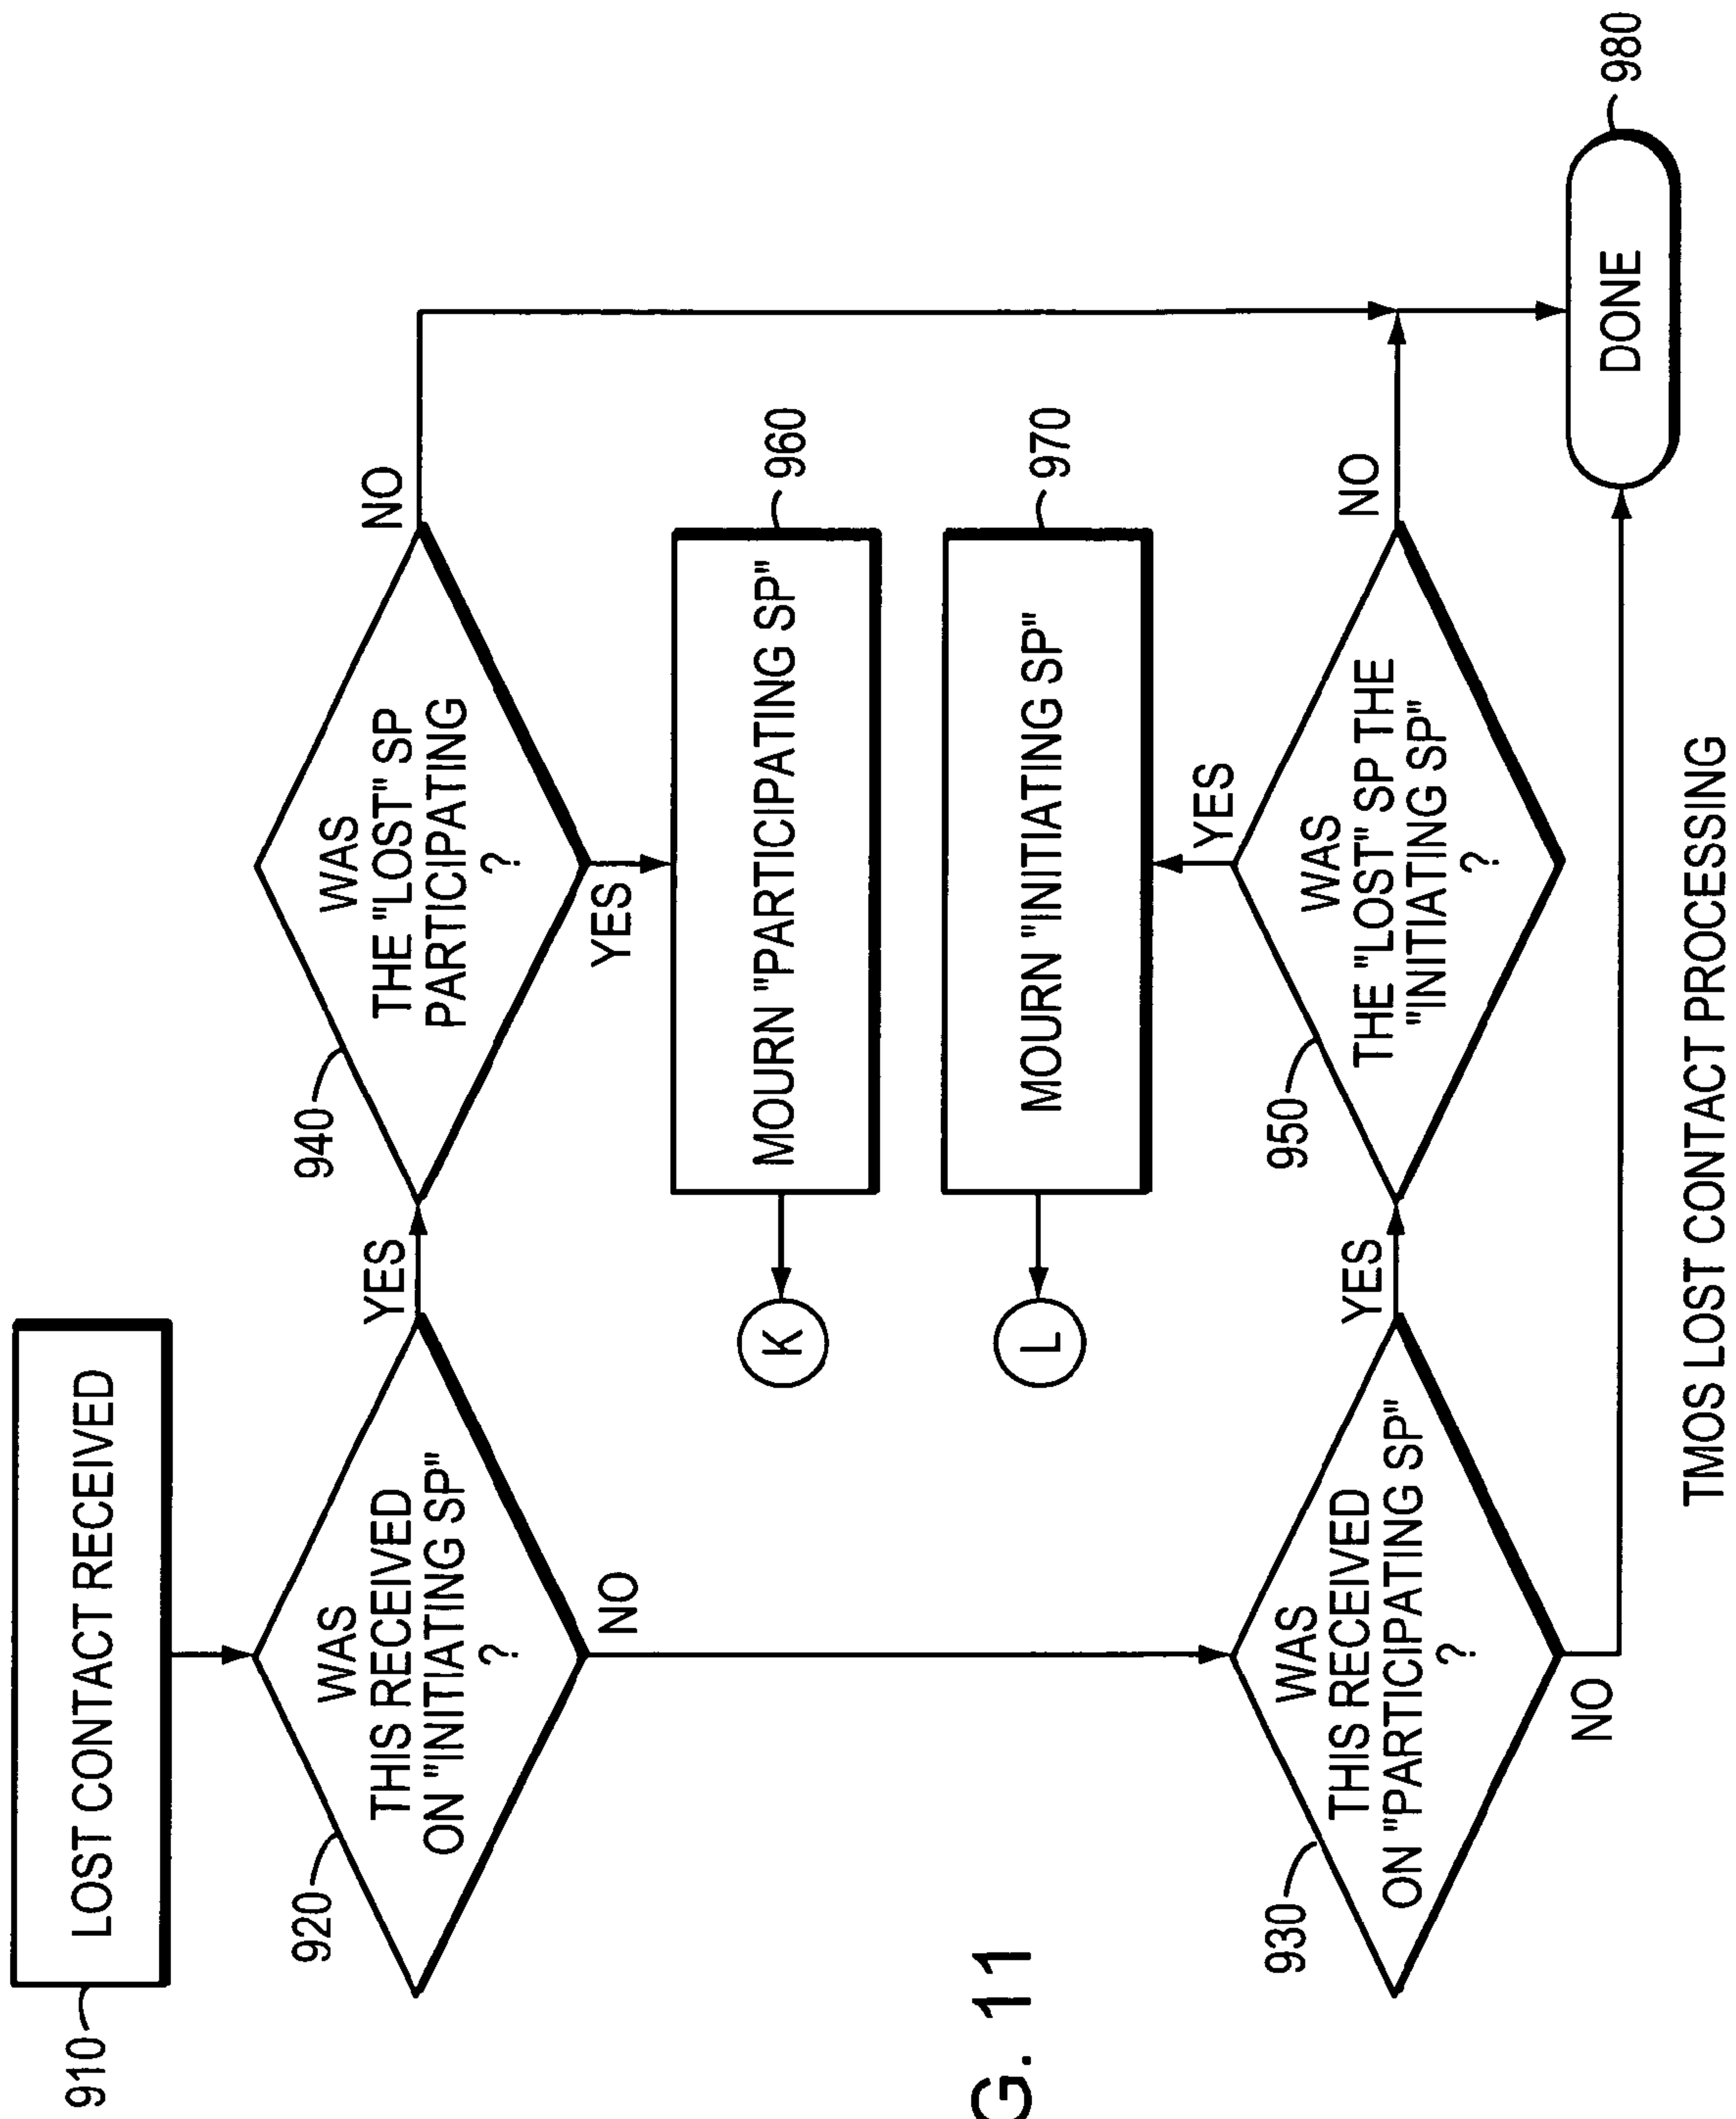 910
LOST CONTACT RECEIVED
920
WAS
THIS RECEIVED
ON "INITIATING SP"
?
YES
NO
940
WAS
THE "LOST" SP
PARTICIPATING
?
NO
YES
MOURN "PARTICIPATING SP"
960
K
MOURN "INITIATING SP"
970
L
930
WAS
THIS RECEIVED
ON "PARTICIPATING SP"
?
YES
NO
950
WAS
THE "LOST" SP THE
"INITIATING SP"
?
YES
NO
DONE
980
TMOS LOST CONTACT PROCESSING
G. 11